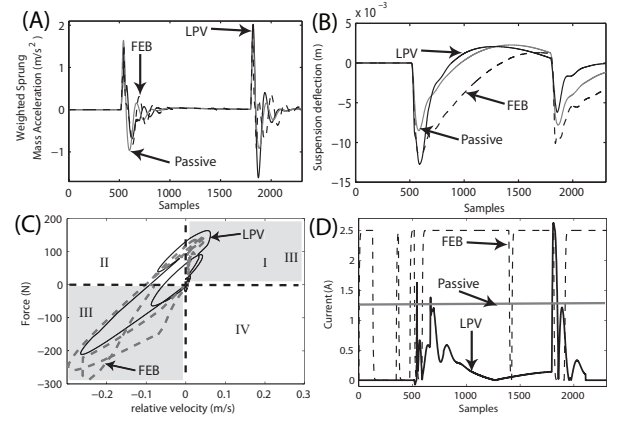 (A)
Weighted Sprung
Mass Acceleration (m/s²)
2
1
0
−1
FEB
LPV
Passive
0 500 1000 1500 2000
Samples
(B)
x 10⁻³
Suspension deflection (m)
5
0
−5
−10
−15
LPV
FEB
Passive
0 500 1000 1500 2000
Samples
(C)
Force (N)
200
100
0
−100
−200
−300
II
LPV
I
III
III
IV
FEB
−0.2 −0.1 0 0.1 0.2 0.3
relative velocity (m/s)
(D)
Current (A)
3
2.5
2
1.5
1
0.5
0
FEB
Passive
LPV
0 500 1000 1500 2000
Samples